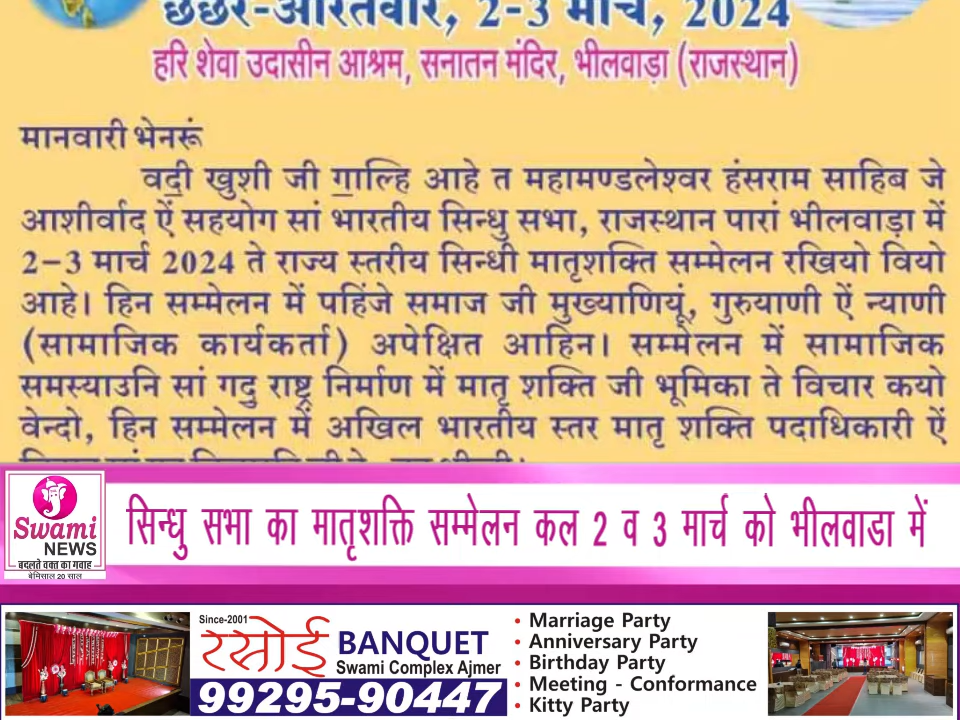 छंछर-आरतवार, 2-3 मार्च, 2024
हरि शेवा उदासीन आश्रम, सनातन मंदिर, भीलवाड़ा (राजस्थान)
मानवारी भेनरूं
वॾी खुशी जी ॻाल्हि आहे त महामण्डलेश्वर हंसराम साहिब जे
आशीर्वाद ऐं सहयोग सां भारतीय सिन्धु सभा, राजस्थान पारां भीलवाड़ा में
2-3 मार्च 2024 ते राज्य स्तरीय सिन्धी मातृशक्ति सम्मेलन रखियो वियो
आहे। हिन सम्मेलन में पहिंजे समाज जी मुख्याणियूं, गुरुयाणी ऐं न्याणी
(सामाजिक कार्यकर्ता) अपेक्षित आहिन। सम्मेलन में सामाजिक
समस्याउनि सां गदु राष्ट्र निर्माण में मातृ शक्ति जी भूमिका ते विचार कयो
वेन्दो, हिन सम्मेलन में अखिल भारतीय स्तर मातृ शक्ति पदाधिकारी ऐं
Swami
NEWS
बदलते वक्त का गवाह
बेमिसाल 20 साल
सिन्धु सभा का मातृशक्ति सम्मेलन कल 2 व 3 मार्च को भीलवाडा में
Since-2001
रसोई BANQUET
Swami Complex Ajmer
99295-90447
• Marriage Party
• Anniversary Party
• Birthday Party
• Meeting - Conformance
• Kitty Party